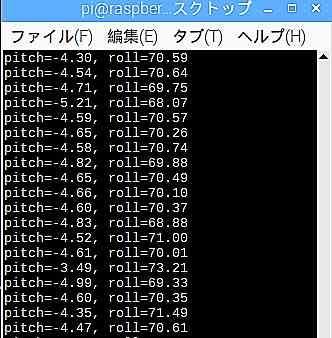 pi@raspber...スクトップ
ファイル(F) 編集(E) タブ(T) ヘルプ(H)
pitch=-4.30, roll=70.59
pitch=-4.54, roll=70.64
pitch=-4.71, roll=69.75
pitch=-5.21, roll=68.07
pitch=-4.59, roll=70.57
pitch=-4.65, roll=70.26
pitch=-4.58, roll=70.74
pitch=-4.82, roll=69.88
pitch=-4.65, roll=70.49
pitch=-4.66, roll=70.10
pitch=-4.60, roll=70.37
pitch=-4.83, roll=68.88
pitch=-4.52, roll=71.00
pitch=-4.61, roll=70.01
pitch=-3.49, roll=73.21
pitch=-4.99, roll=69.33
pitch=-4.60, roll=70.35
pitch=-4.35, roll=71.49
pitch=-4.47, roll=70.61